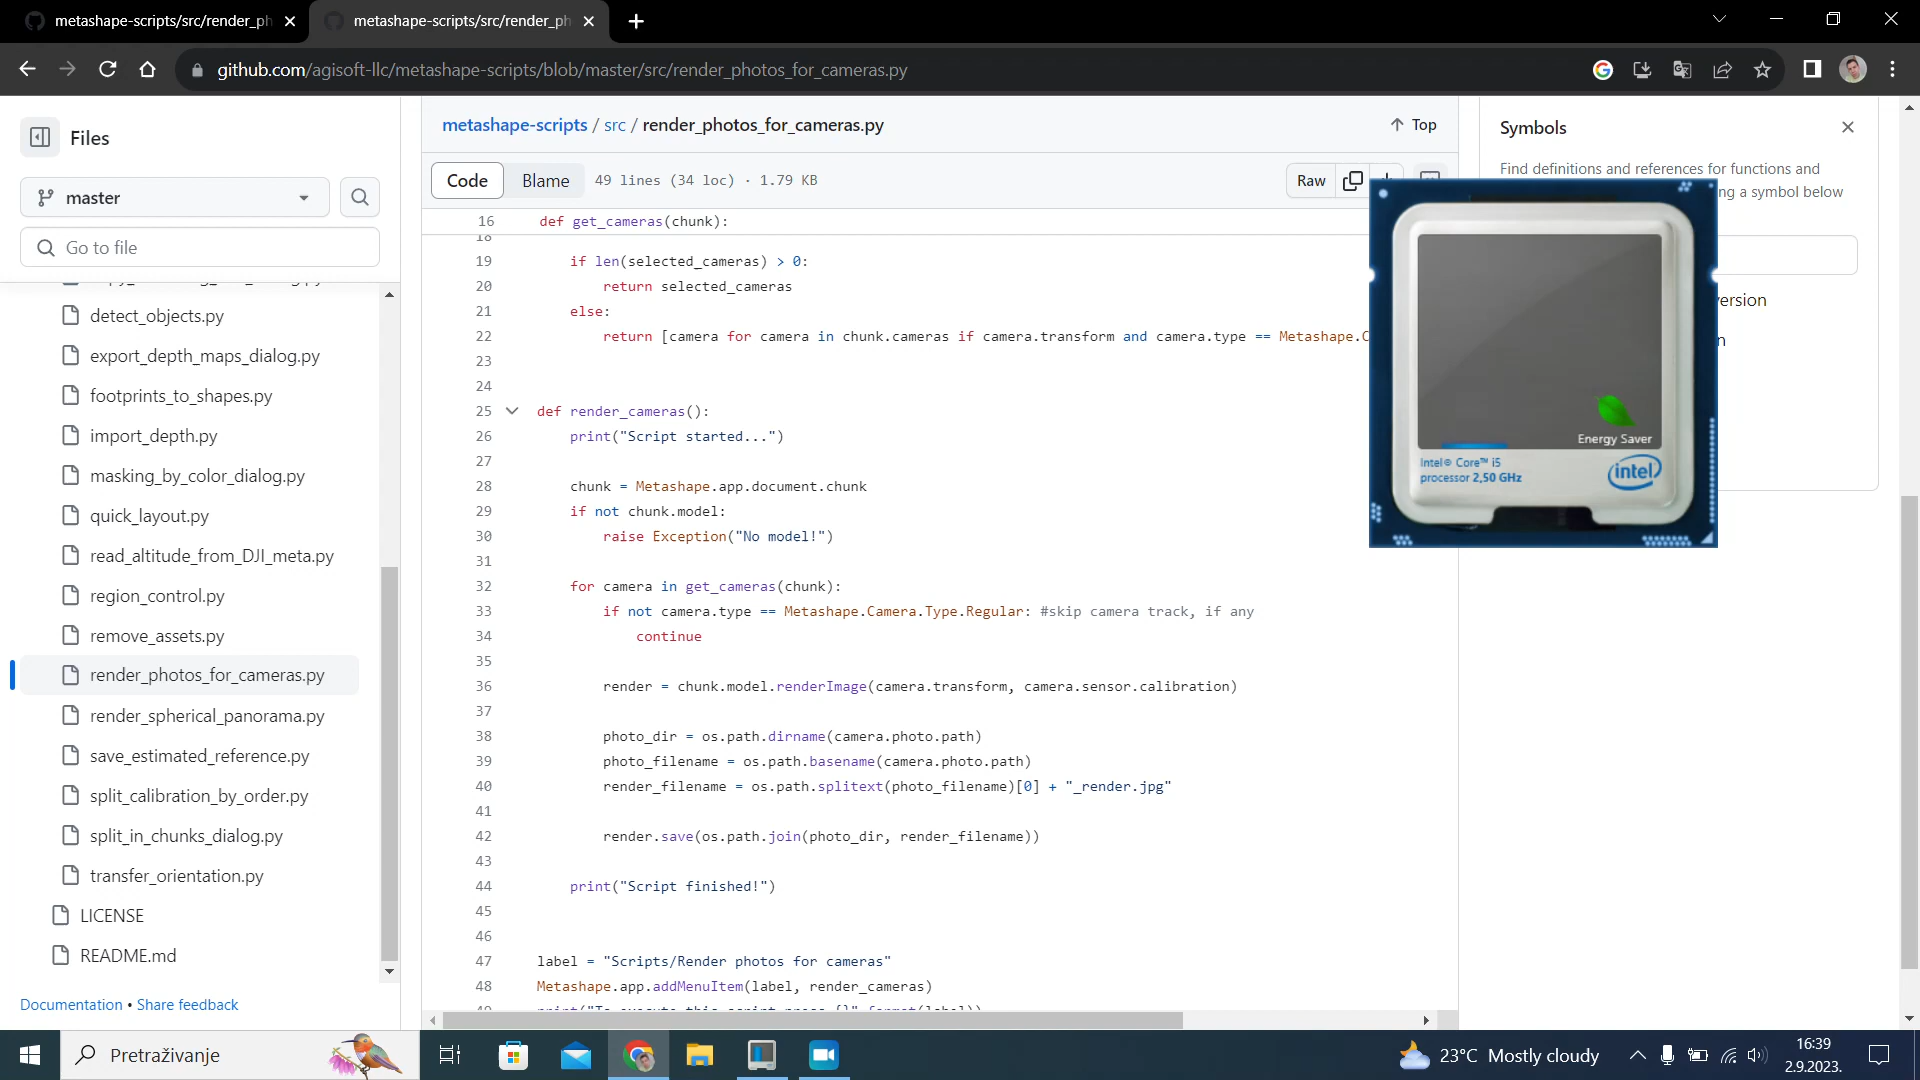 metashape-scripts/src/render_ph
metashape-scripts/src/render_ph
github.com/agisoft-llc/metashape-scripts/blob/master/src/render_photos_for_cameras.py
Files
master
Go to file
detect_objects.py
export_depth_maps_dialog.py
footprints_to_shapes.py
import_depth.py
masking_by_color_dialog.py
quick_layout.py
read_altitude_from_DJI_meta.py
region_control.py
remove_assets.py
render_photos_for_cameras.py
render_spherical_panorama.py
save_estimated_reference.py
split_calibration_by_order.py
split_in_chunks_dialog.py
transfer_orientation.py
LICENSE
README.md
Documentation • Share feedback
metashape-scripts / src / render_photos_for_cameras.py
Top
Code Blame 49 lines (34 loc) · 1.79 KB
Raw
16 def get_cameras(chunk):
18
19 if len(selected_cameras) > 0:
20 return selected_cameras
21 else:
22 return [camera for camera in chunk.cameras if camera.transform and camera.type == Metashape.C
23
24
25 def render_cameras():
26 print("Script started...")
27
28 chunk = Metashape.app.document.chunk
29 if not chunk.model:
30 raise Exception("No model!")
31
32 for camera in get_cameras(chunk):
33 if not camera.type == Metashape.Camera.Type.Regular: #skip camera track, if any
34 continue
35
36 render = chunk.model.renderImage(camera.transform, camera.sensor.calibration)
37
38 photo_dir = os.path.dirname(camera.photo.path)
39 photo_filename = os.path.basename(camera.photo.path)
40 render_filename = os.path.splitext(photo_filename)[0] + "_render.jpg"
41
42 render.save(os.path.join(photo_dir, render_filename))
43
44 print("Script finished!")
45
46
47 label = "Scripts/Render photos for cameras"
48 Metashape.app.addMenuItem(label, render_cameras)
Symbols
Find definitions and references for functions and
ng a symbol below
ersion
n
Energy Saver
Intel® Core™ i5
processor 2,50 GHz
intel
Pretraživanje
23°C Mostly cloudy
16:39
2.9.2023.